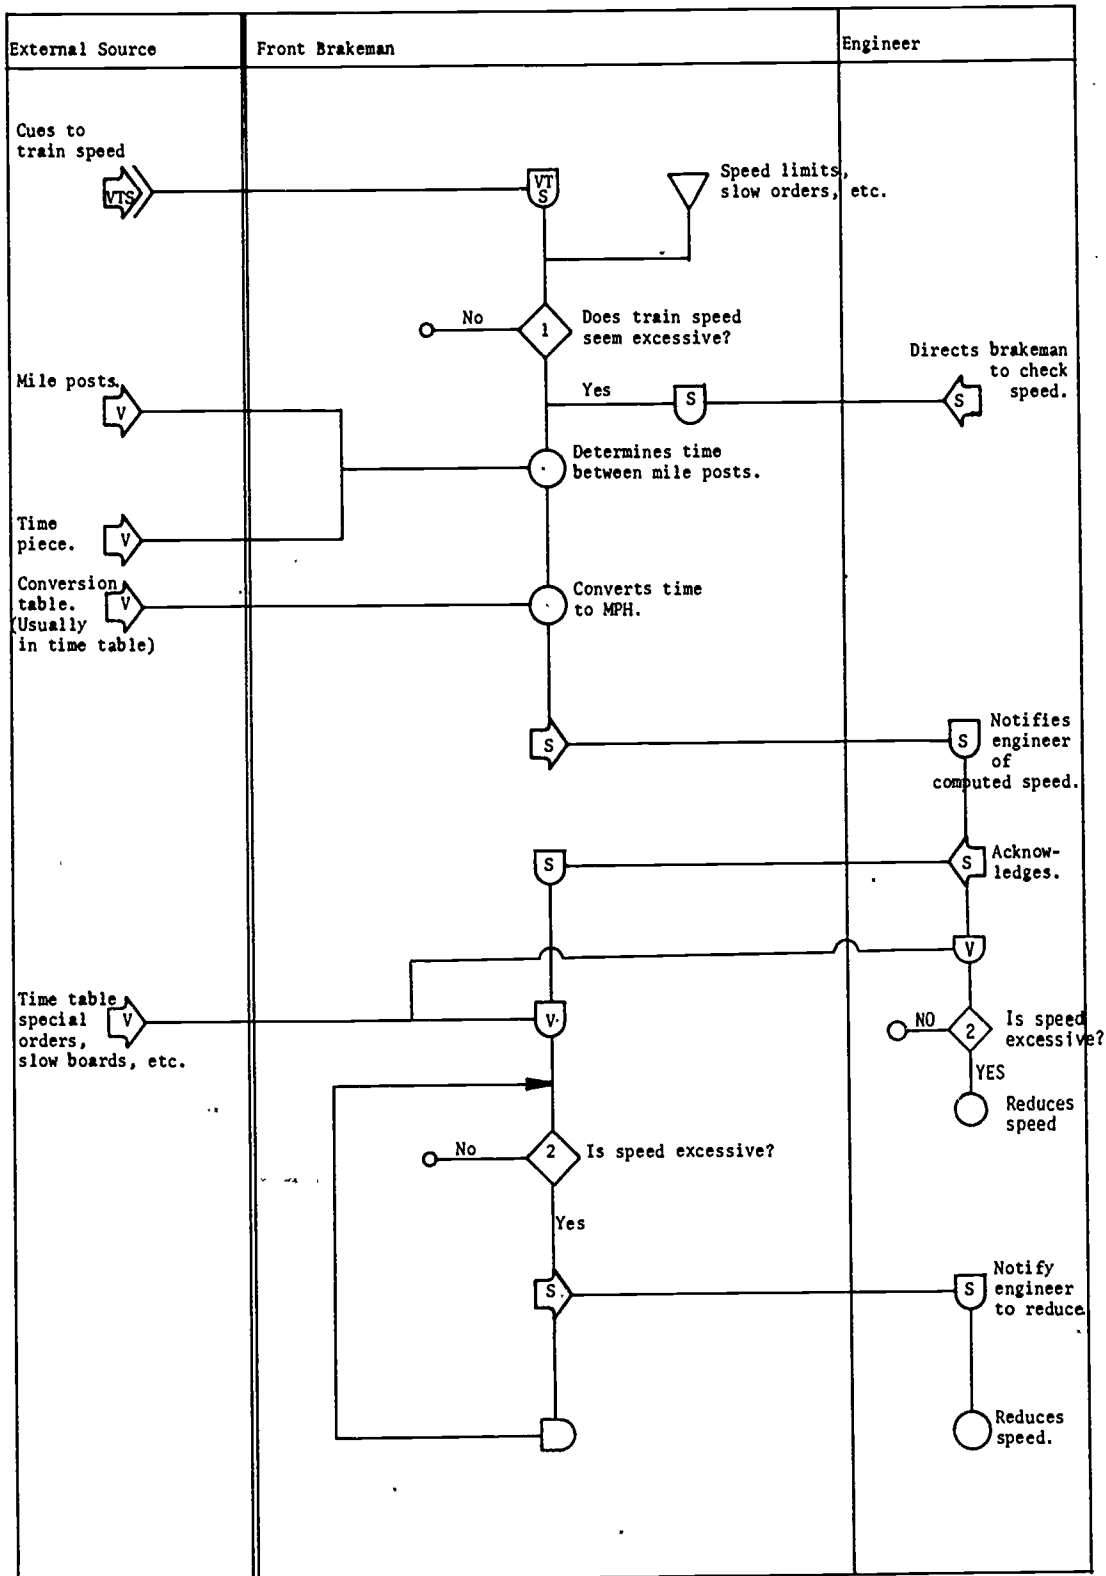 External Source
Front Brakeman
Engineer
Cues to
train speed
VTS
VT
S
Speed limits,
slow orders, etc.
No
1
Does train speed
seem excessive?
Directs brakeman
to check
speed.
Mile posts.
V
Yes
S
S
Determines time
between mile posts.
Time
piece.
V
Conversion
table.
(Usually
in time table)
V
Converts time
to MPH.
S
S
Notifies
engineer
of
computed speed.
S
S
Acknow-
ledges.
V
Time table
special
orders,
slow boards, etc.
V
V
NO
2
Is speed
excessive?
YES
Reduces
speed
No
2
Is speed excessive?
Yes
S
S
Notify
engineer
to reduce
Reduces
speed.